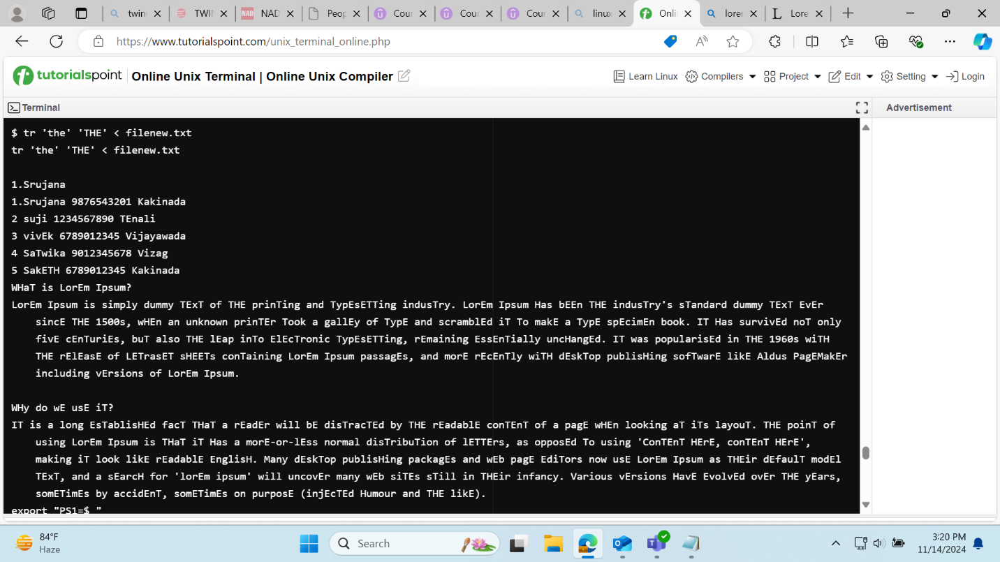 twin
TWIN
NAD
Peop
Cour
Cour
Cour
linux
Onli
lorer
Lore
https://www.tutorialspoint.com/unix_terminal_online.php
tutorialspoint
Online Unix Terminal | Online Unix Compiler
Learn Linux
Compilers
Project
Edit
Setting
Login
Terminal
Advertisement
$ tr 'the' 'THE' < filenew.txt
tr 'the' 'THE' < filenew.txt
1.Srujana
1.Srujana 9876543201 Kakinada
2 suji 1234567890 TEnali
3 vivEk 6789012345 Vijayawada
4 SaTwika 9012345678 Vizag
5 SakETH 6789012345 Kakinada
WHaT is LorEm Ipsum?
LorEm Ipsum is simply dummy TExT of THE prinTing and TypEsETTing indusTry. LorEm Ipsum Has bEEn THE indusTry's sTandard dummy TExT EvEr
sincE THE 1500s, wHEn an unknown prinTEr Took a gallEy of TypE and scramblEd iT To makE a TypE spEcimEn book. IT Has survivEd noT only
fivE cEnTuriEs, buT also THE lEap inTo ElEcTronic TypEsETTing, rEmaining EssEnTially uncHangEd. IT was popularisEd in THE 1960s wiTH
THE rElEasE of LETrasET sHEETs conTaining LorEm Ipsum passagEs, and morE rEcEnTly wiTH dEskTop publisHing sofTwarE likE Aldus PagEMakEr
including vErsions of LorEm Ipsum.
WHy do wE usE iT?
IT is a long EsTablisHEd facT THaT a rEadEr will bE disTracTEd by THE rEadablE conTEnT of a pagE wHEn looking aT iTs layouT. THE poinT of
using LorEm Ipsum is THaT iT Has a morE-or-lEss normal disTribuTion of lETTErs, as opposEd To using 'ConTEnT HErE, conTEnT HErE',
making iT look likE rEadablE EnglisH. Many dEskTop publisHing packagEs and wEb pagE EdiTors now usE LorEm Ipsum as THEir dEfaulT modEl
TExT, and a sEarcH for 'lorEm ipsum' will uncovEr many wEb siTEs sTill in THEir infancy. Various vErsions HavE EvolvEd ovEr THE yEars,
somETimEs by accidEnT, somETimEs on purposE (injEcTEd Humour and THE likE).
export "PS1=$ "
84°F
Haze
Search
3:20 PM
11/14/2024